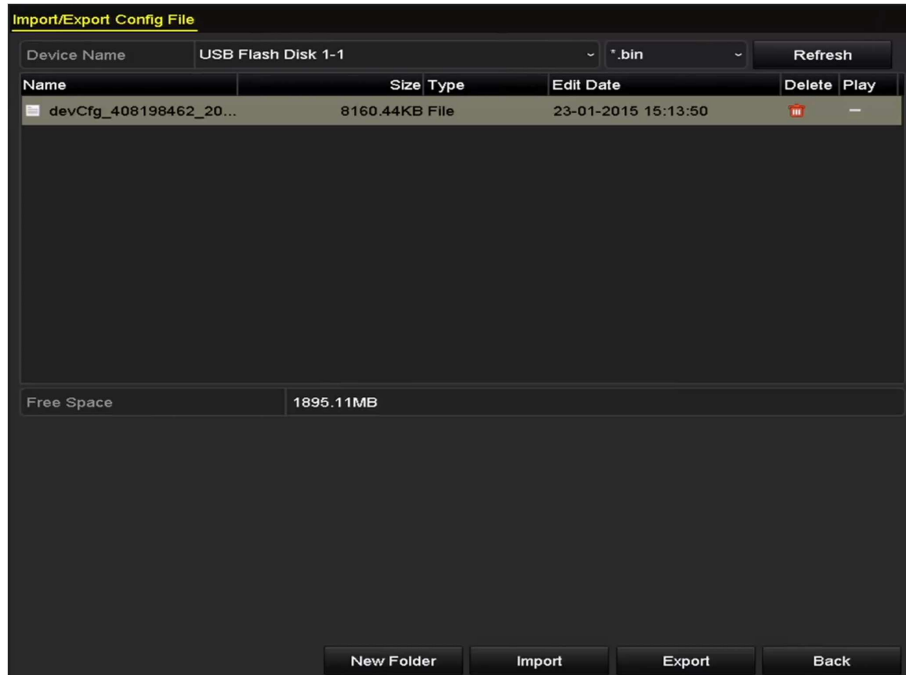 Import/Export Config File
Device Name USB Flash Disk 1-1 *.bin Refresh
Name Size Type Edit Date Delete Play
devCfg_408198462_20... 8160.44KB File 23-01-2015 15:13:50 —
Free Space 1895.11MB
New Folder Import Export Back